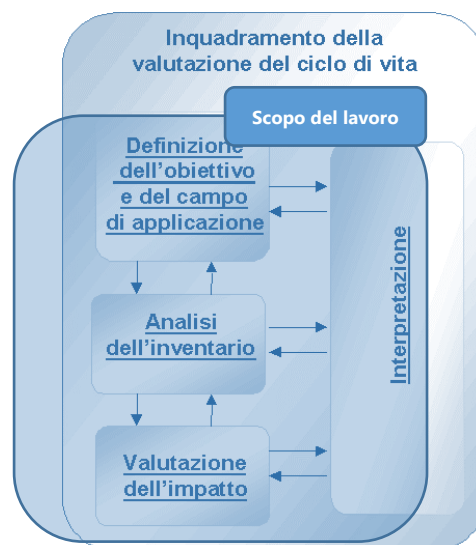 Inquadramento della
valutazione del ciclo di vita
Scopo del lavoro
Definizione
dell'obiettivo
e del campo
di applicazione
Analisi
dell'inventario
Valutazione
dell'impatto
Interpretazione